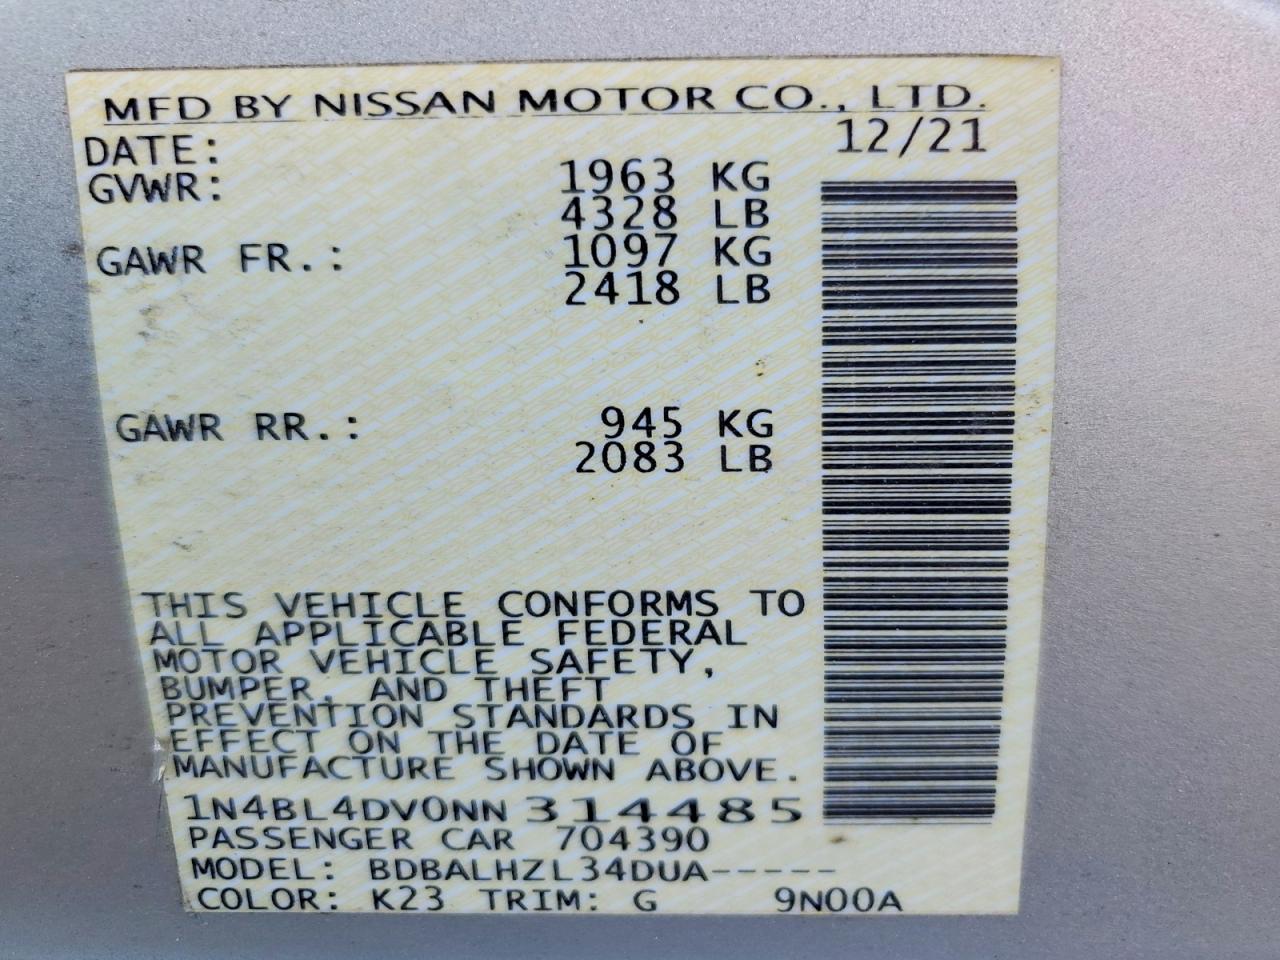 MFD BY NISSAN MOTOR CO., LTD.
DATE: 12/21
GVWR: 1963 KG
4328 LB
GAWR FR.: 1097 KG
2418 LB
GAWR RR.: 945 KG
2083 LB
THIS VEHICLE CONFORMS TO
ALL APPLICABLE FEDERAL
MOTOR VEHICLE SAFETY,
BUMPER, AND THEFT
PREVENTION STANDARDS IN
EFFECT ON THE DATE OF
MANUFACTURE SHOWN ABOVE.
1N4BL4DV0NN314485
PASSENGER CAR 704390
MODEL: BDBALHZL34DUA-----
COLOR: K23 TRIM: G 9N00A